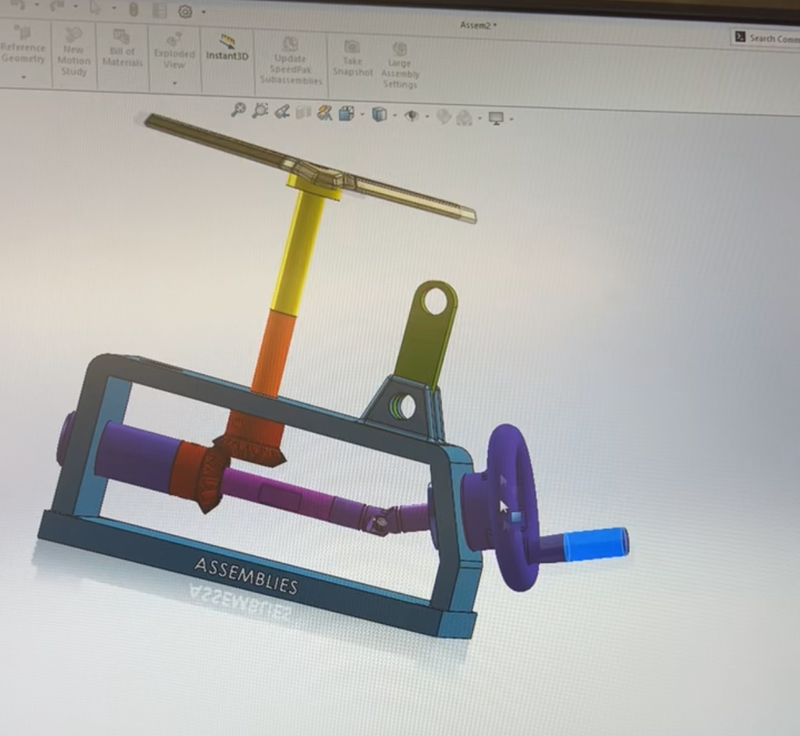 Assem2 *
Search Comm
Reference
Geometry
New
Motion
Study
Bill of
Materials
Exploded
View
Instant3D
Update
SpeedPak
Subassemblies
Take
Snapshot
Large
Assembly
Settings
ASSEMBLIES